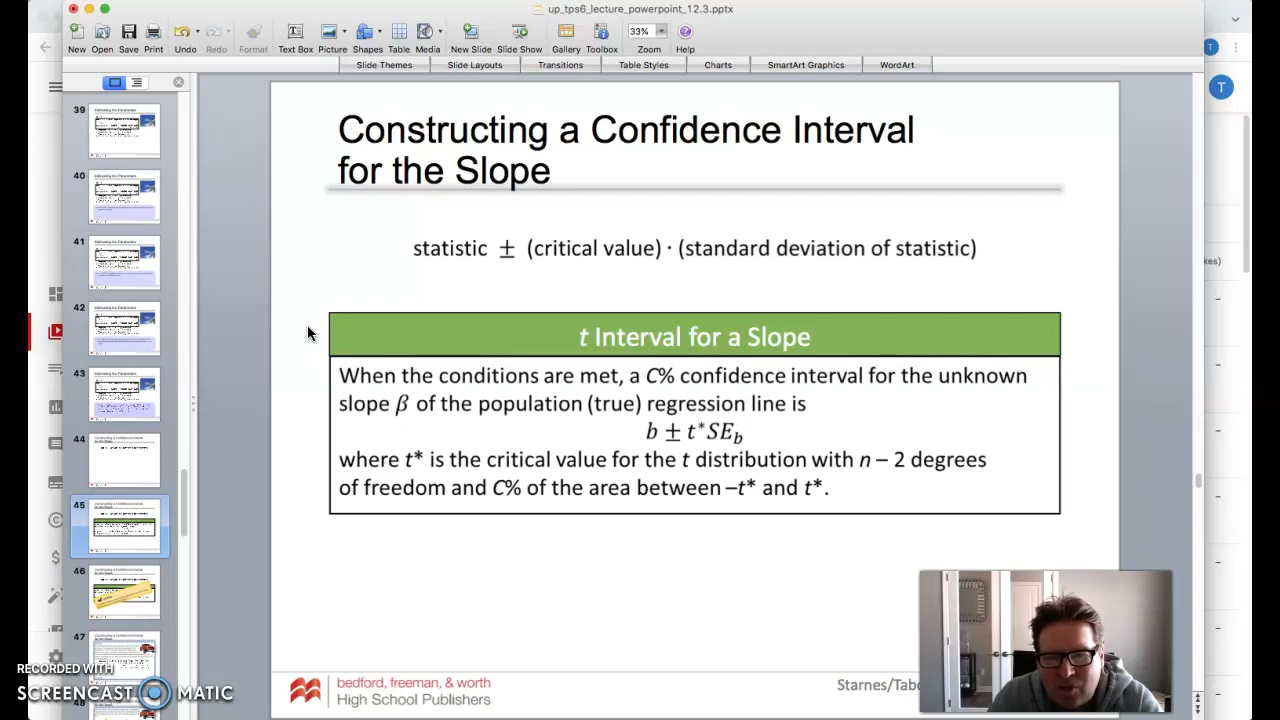 up_tps6_lecture_powerpoint_12.3.pptx
New Open Save Print Undo Redo Format Text Box Picture Shapes Table Media New Slide Slide Show Gallery Toolbox Zoom Help
33%
Slide Themes Slide Layouts Transitions Table Styles Charts SmartArt Graphics WordArt
39
40
41
42
43
44
45
46
47
48
Constructing a Confidence Interval
for the Slope
statistic ± (critical value) · (standard deviation of statistic)
t Interval for a Slope
When the conditions are met, a C% confidence interval for the unknown
slope β of the population (true) regression line is
b ± t*SE_b
where t* is the critical value for the t distribution with n – 2 degrees
of freedom and C% of the area between –t* and t*.
bedford, freeman, & worth
High School Publishers
Starnes/Tabo
T
T
RECORDED WITH
SCREENCAST MATIC